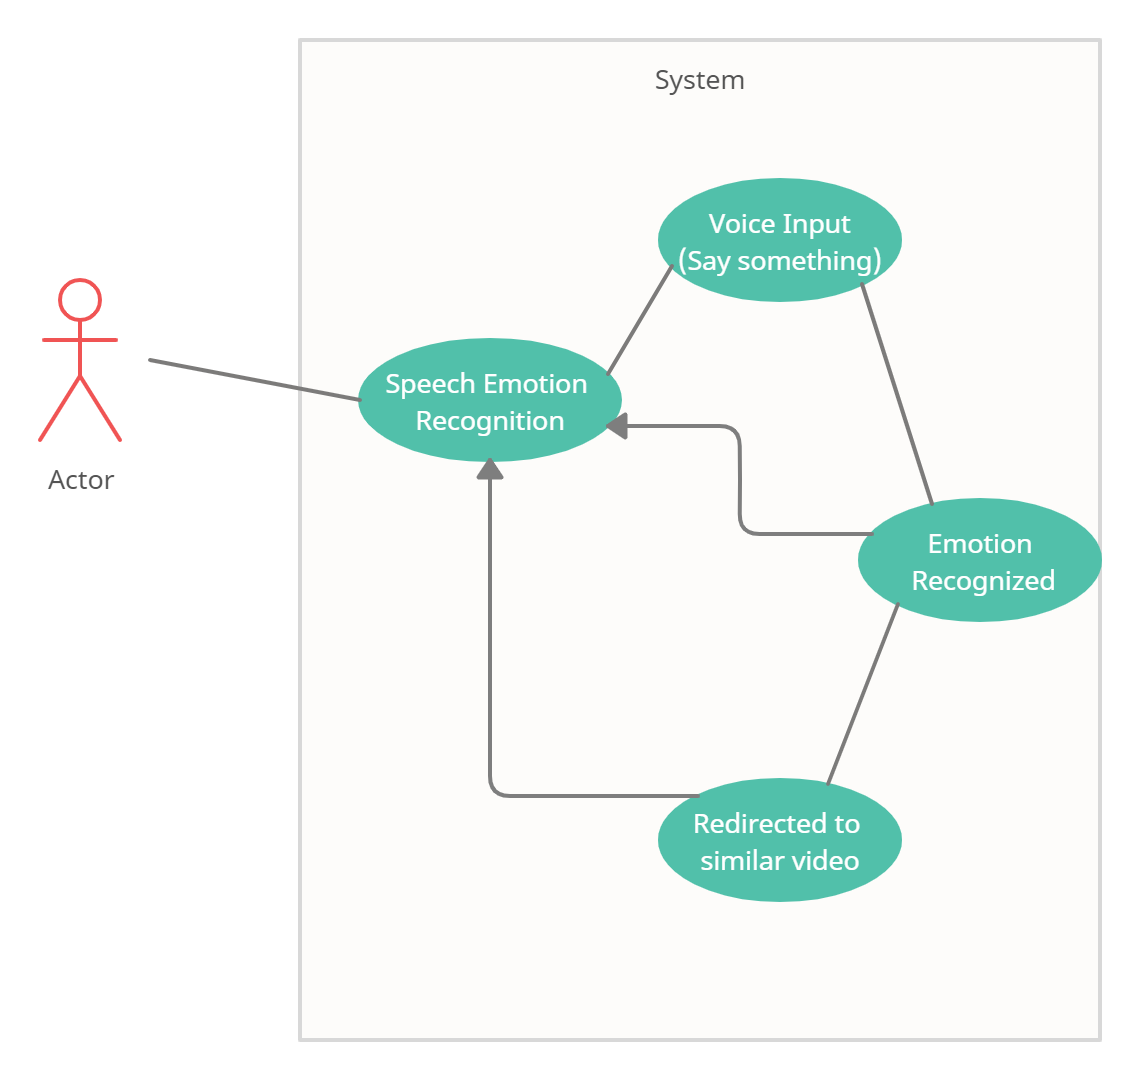 System
Voice Input
(Say something)
Speech Emotion
Recognition
Actor
Emotion
Recognized
Redirected to
similar video